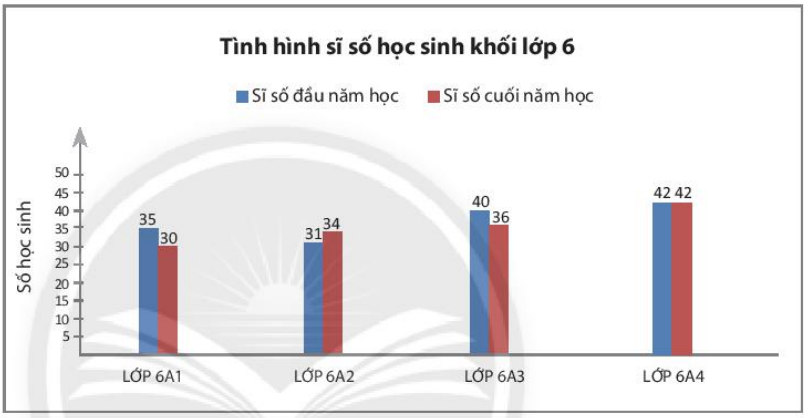 Tình hình sĩ số học sinh khối lớp 6
Sĩ số đầu năm học Sĩ số cuối năm học
Số học sinh
50
45
40
35
30
25
20
15
10
5
35 30 31 34 40 36 42 42
LỚP 6A1 LỚP 6A2 LỚP 6A3 LỚP 6A4